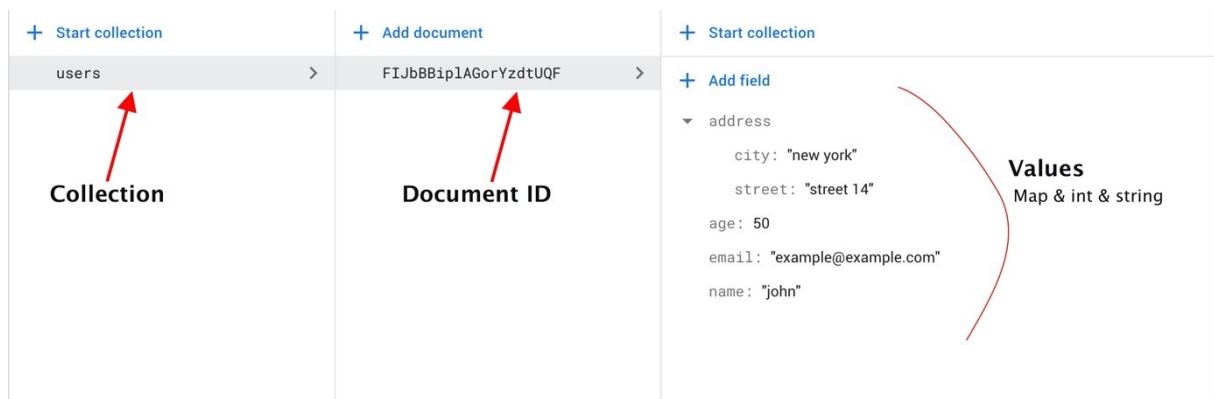 + Start collection
users >
Collection
+ Add document
FIJbBBiplAGorYzdtUQF >
Document ID
+ Start collection
+ Add field
address
city: "new york"
street: "street 14"
age: 50
email: "example@example.com"
name: "john"
Values
Map & int & string